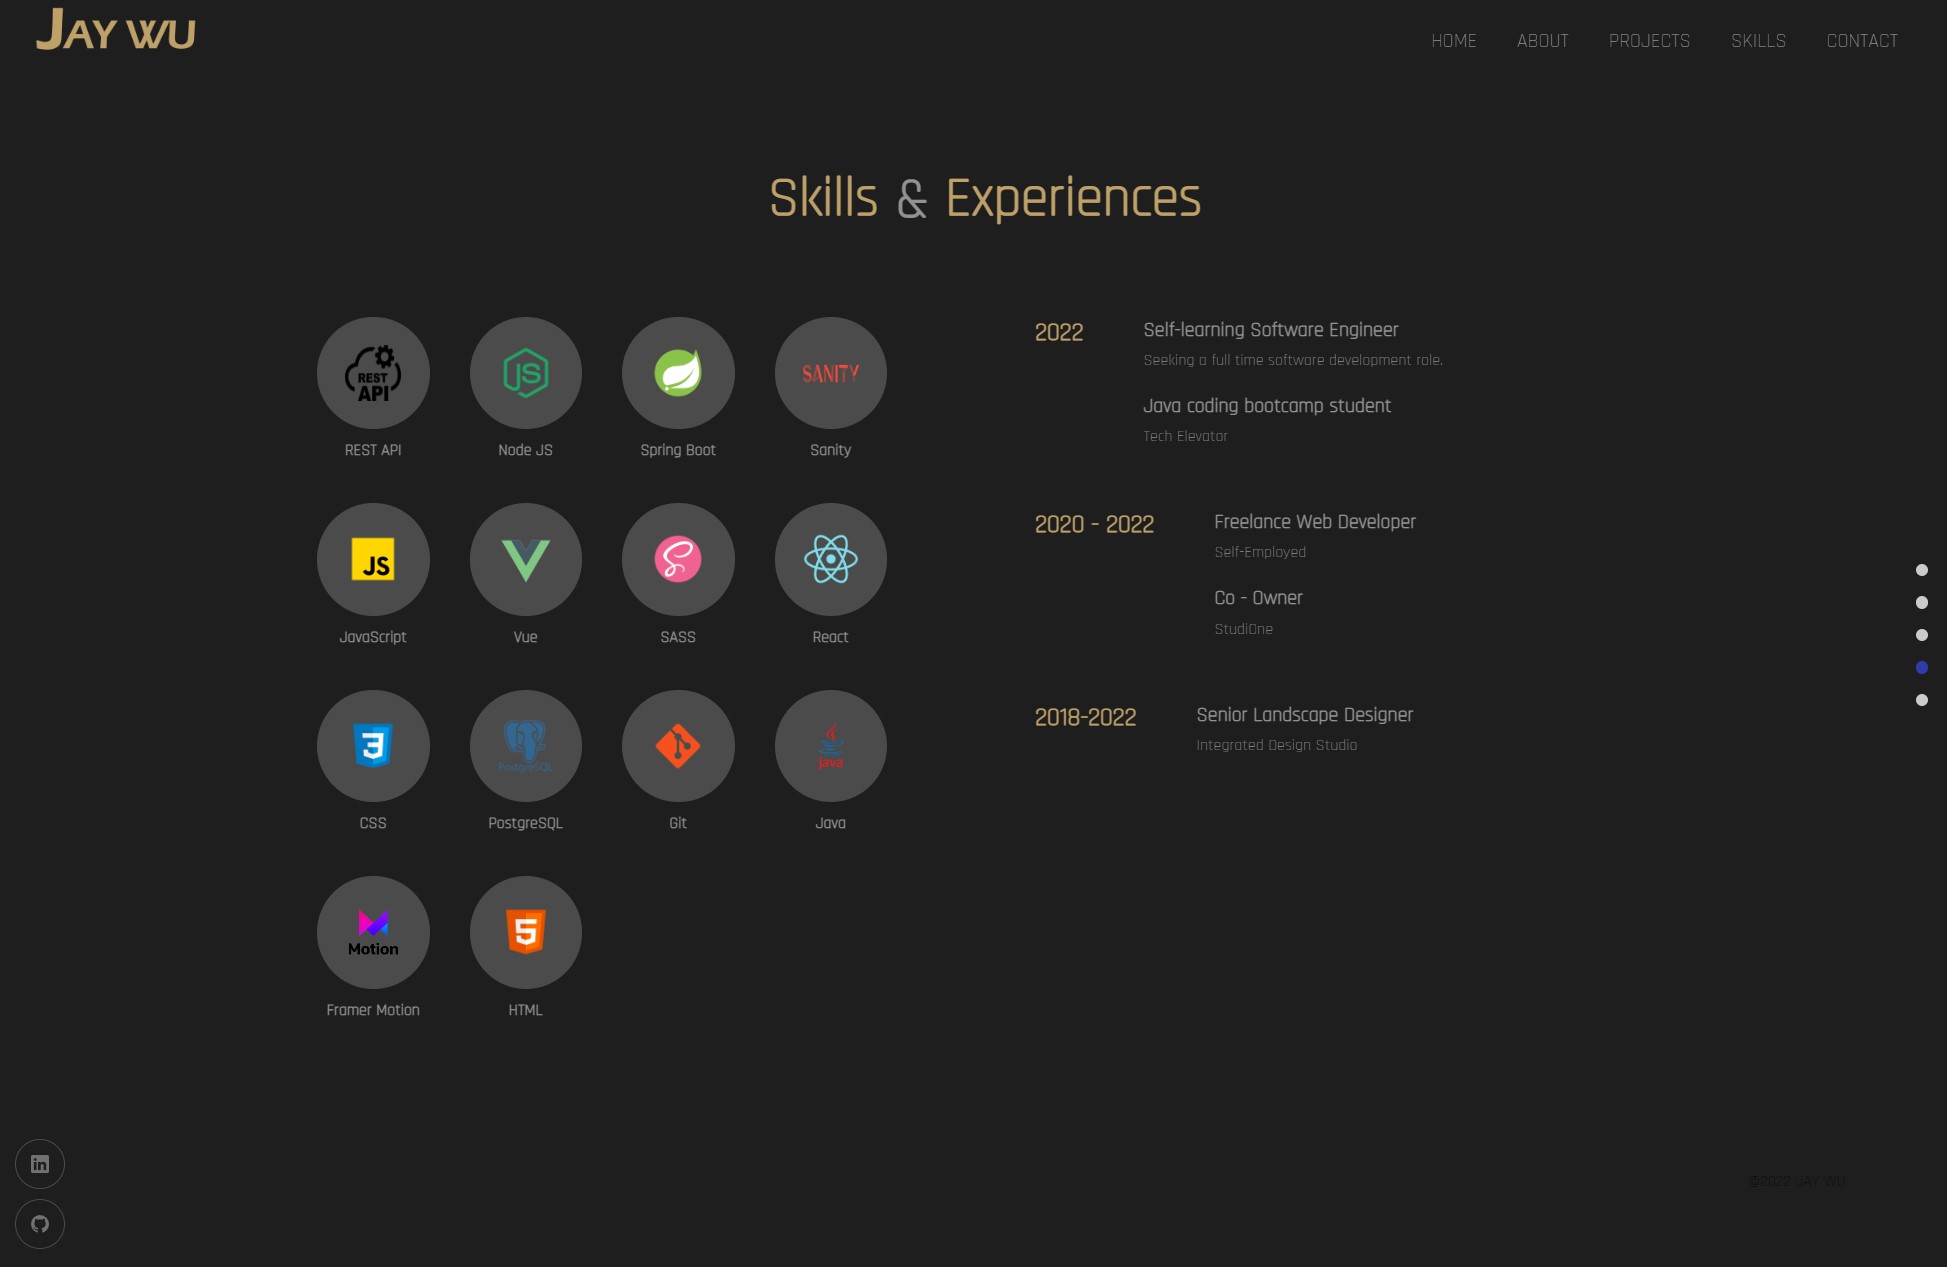 JAY WU
HOME ABOUT PROJECTS SKILLS CONTACT
Skills & Experiences
REST
API
JS
SANITY
REST API
Node JS
Spring Boot
Sanity
JS
JavaScript
Vue
SASS
React
3
PostgreSQL
Java
CSS
PostgreSQL
Git
Java
Motion
5
Framer Motion
HTML
2022
Self-learning Software Engineer
Seeking a full time software development role.
Java coding bootcamp student
Tech Elevator
2020 - 2022
Freelance Web Developer
Self-Employed
Co - Owner
StudiOne
2018-2022
Senior Landscape Designer
Integrated Design Studio
in
@2022 JAY WU